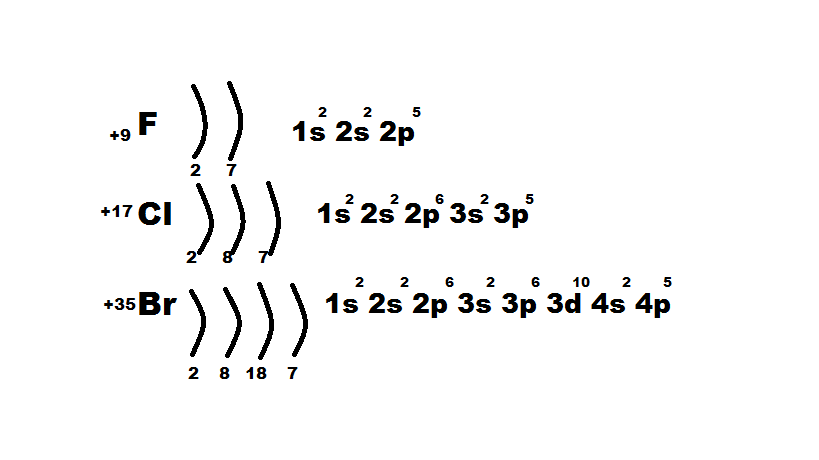 +9 F 1s² 2s² 2p⁵
2 7
+17 Cl 1s² 2s² 2p⁶ 3s² 3p⁵
2 8 7
+35 Br 1s² 2s² 2p⁶ 3s² 3p⁶ 3d¹⁰ 4s² 4p⁵
2 8 18 7